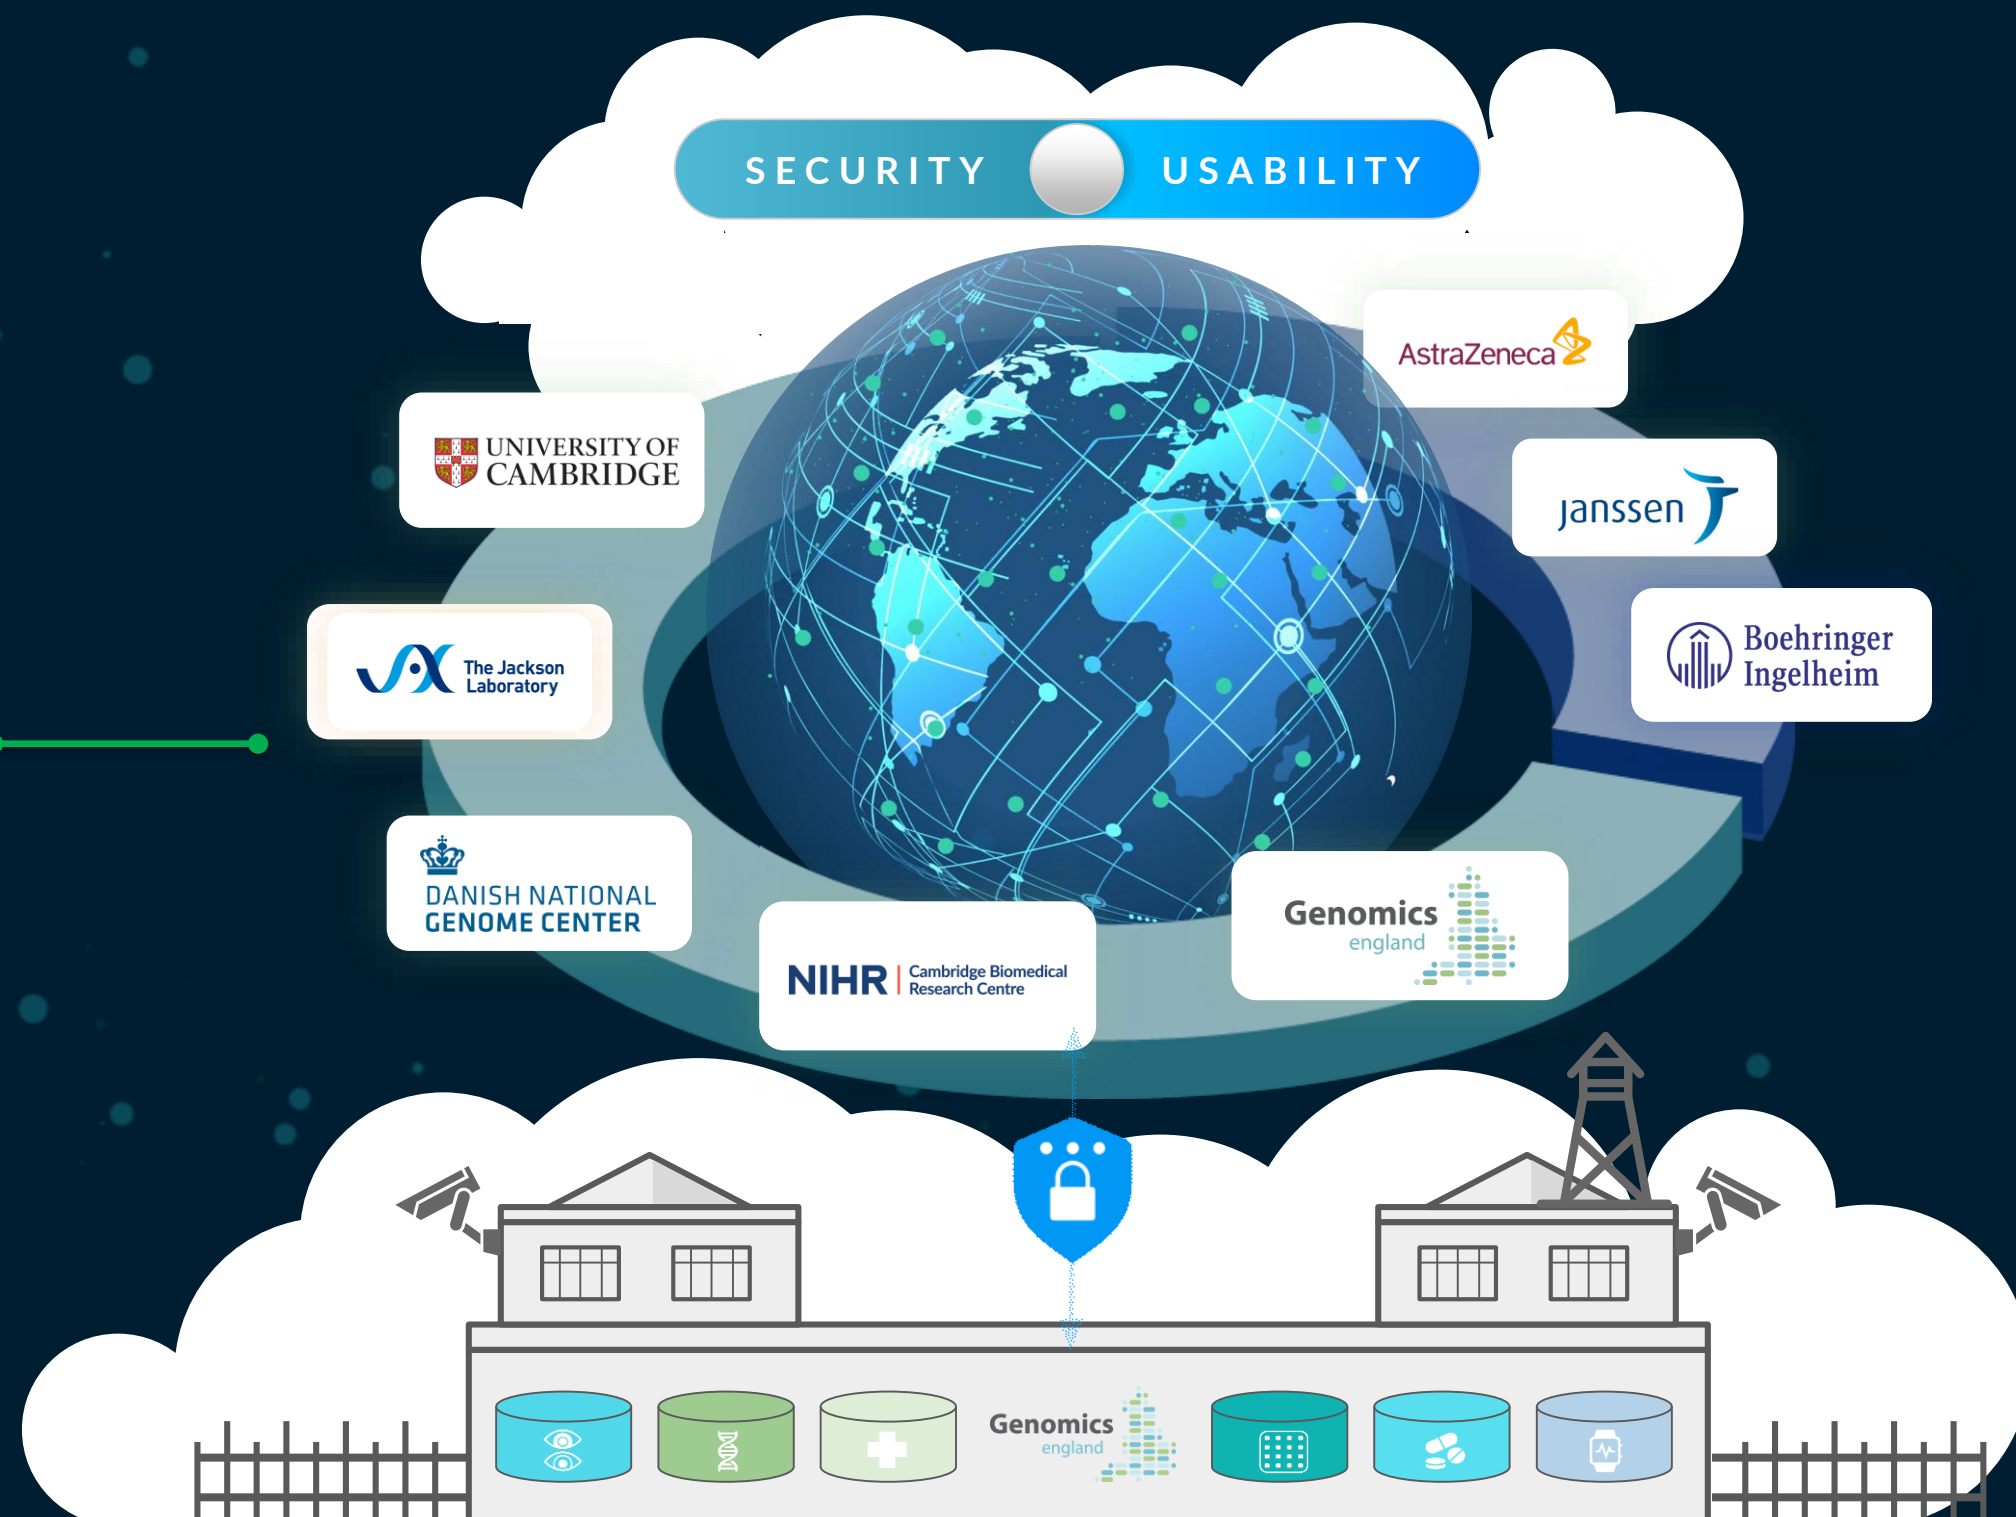 SECURITY
USABILITY
AstraZeneca
UNIVERSITY OF
CAMBRIDGE
janssen
Boehringer
Ingelheim
The Jackson
Laboratory
DANISH NATIONAL
GENOME CENTER
Genomics
england
NIHR | Cambridge Biomedical
Research Centre
Genomics
england